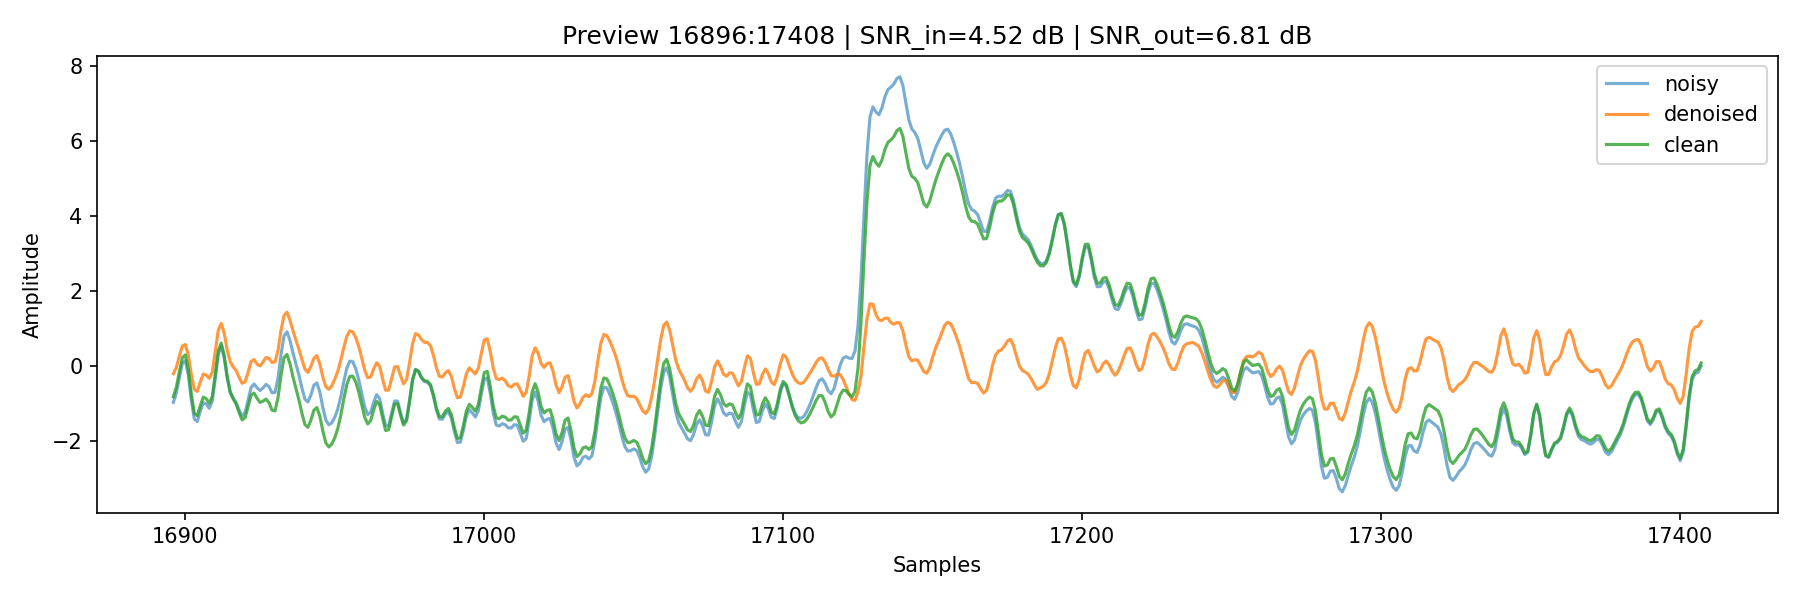 Preview 16896:17408 | SNR_in=4.52 dB | SNR_out=6.81 dB
noisy
denoised
clean
Amplitude
8
6
4
2
0
−2
16900
17000
17100
17200
17300
17400
Samples